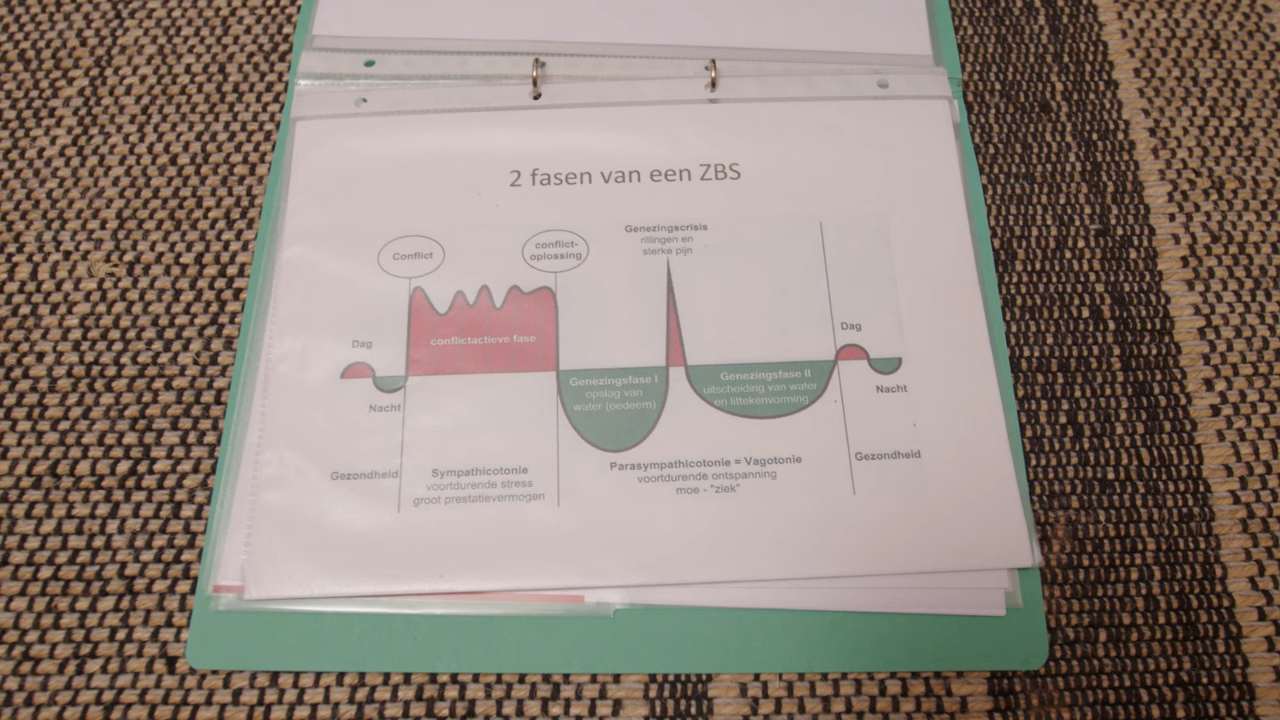 2 fasen van een ZBS
Conflict
conflict-
oplossing
Genezingscrisis
rillingen en
sterke pijn
Dag
Nacht
conflictactieve fase
Genezingsfase I
opslag van
water (oedeem)
Genezingsfase II
uitscheiding van water
en littekenvorming
Dag
Nacht
Gezondheid
Sympathicotonie
voortdurende stress
groot prestatievermogen
Parasympathicotonie = Vagotonie
voortdurende ontspanning
moe - "ziek"
Gezondheid